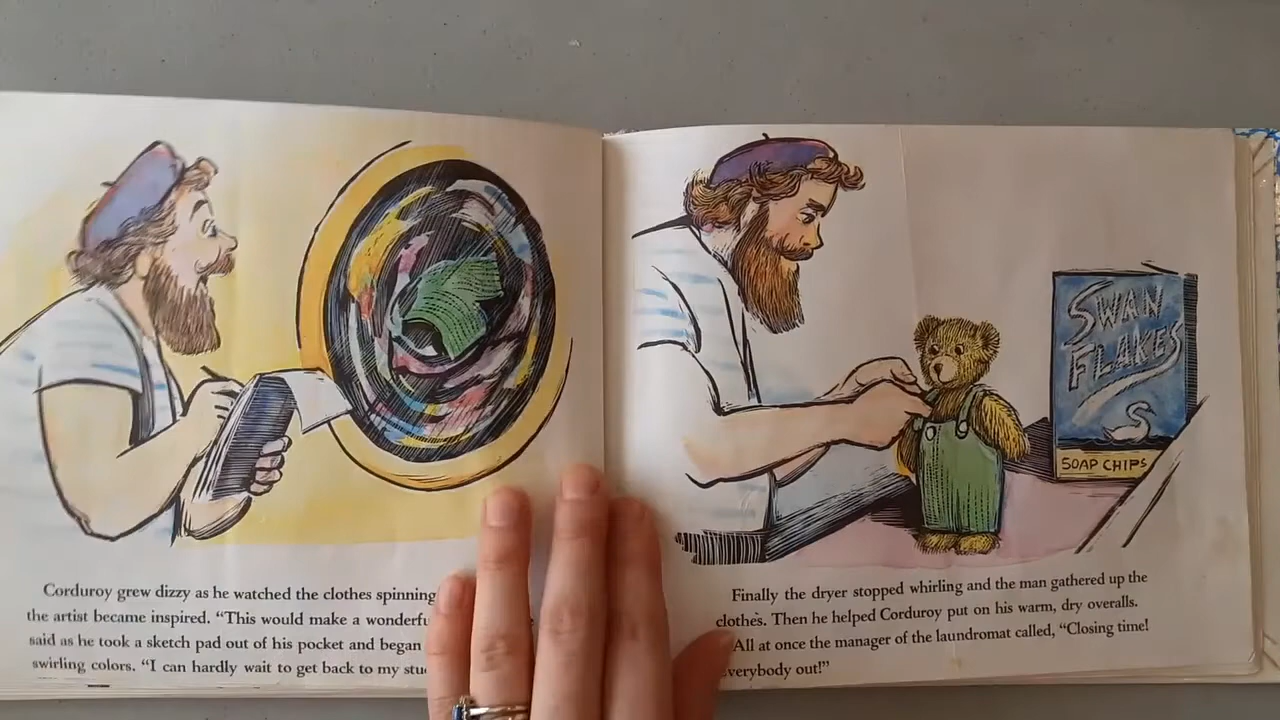 Corduroy grew dizzy as he watched the clothes spinning
the artist became inspired. "This would make a
said as he took a sketch pad out of his pocket and began
swirling colors. "I can hardly wait to get back to my
SWAN
FLAKES
SOAP CHIPS
Finally the dryer stopped whirling and the man gathered up the
clothes. Then he helped Corduroy put on his warm, dry overalls.
All at once the manager of the laundromat called, "Closing time!
out!"